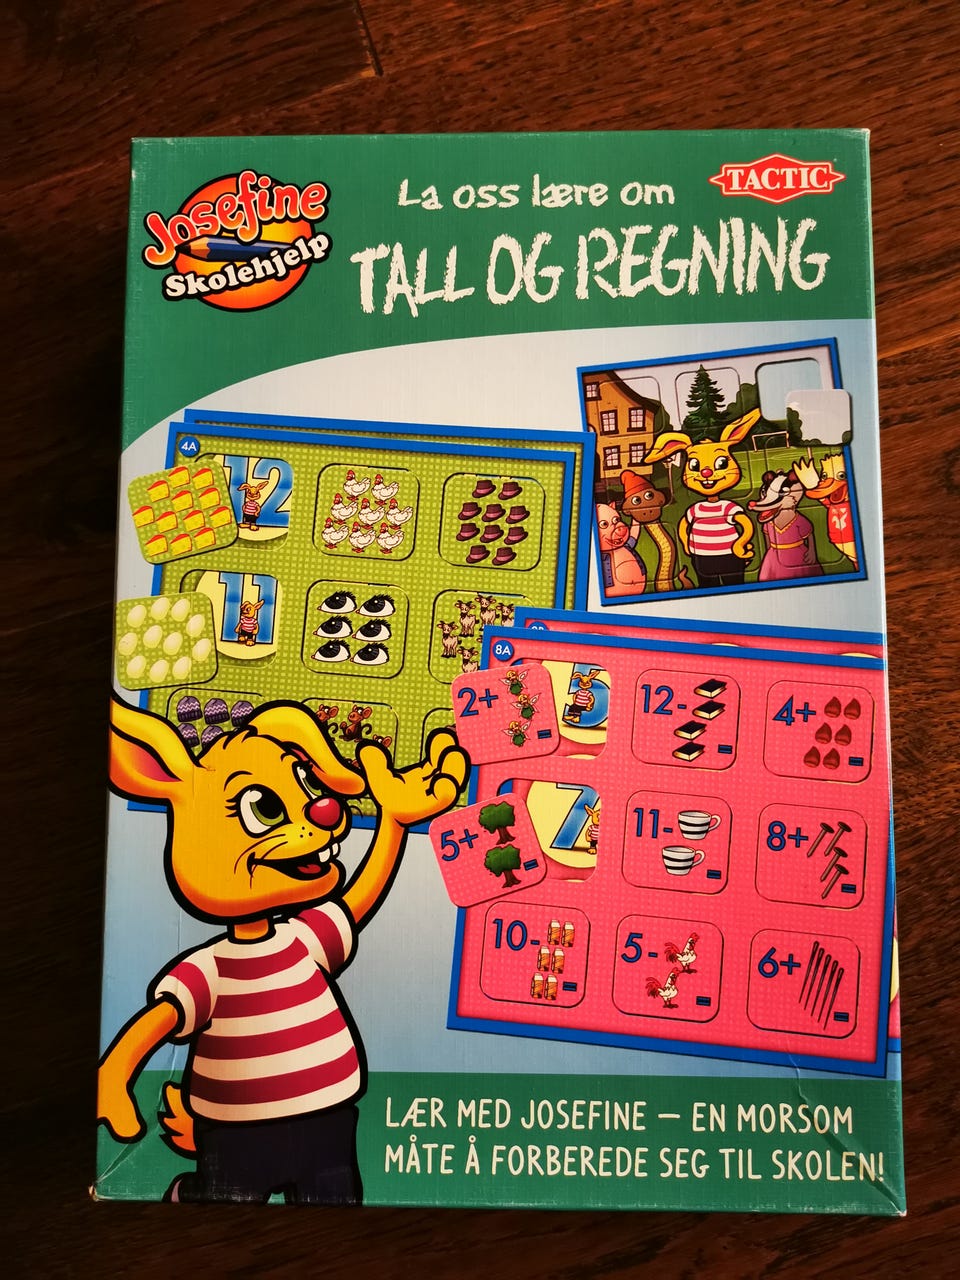 Josefine
Skolehjelp
La oss lære om
TALL OG REGNING
TACTIC
4A
12
11
8A
2+
5
12-
4+
5+
7
11-
8+
10-
5-
6+
LÆR MED JOSEFINE – EN MORSOM
MÅTE Å FORBEREDE SEG TIL SKOLEN!